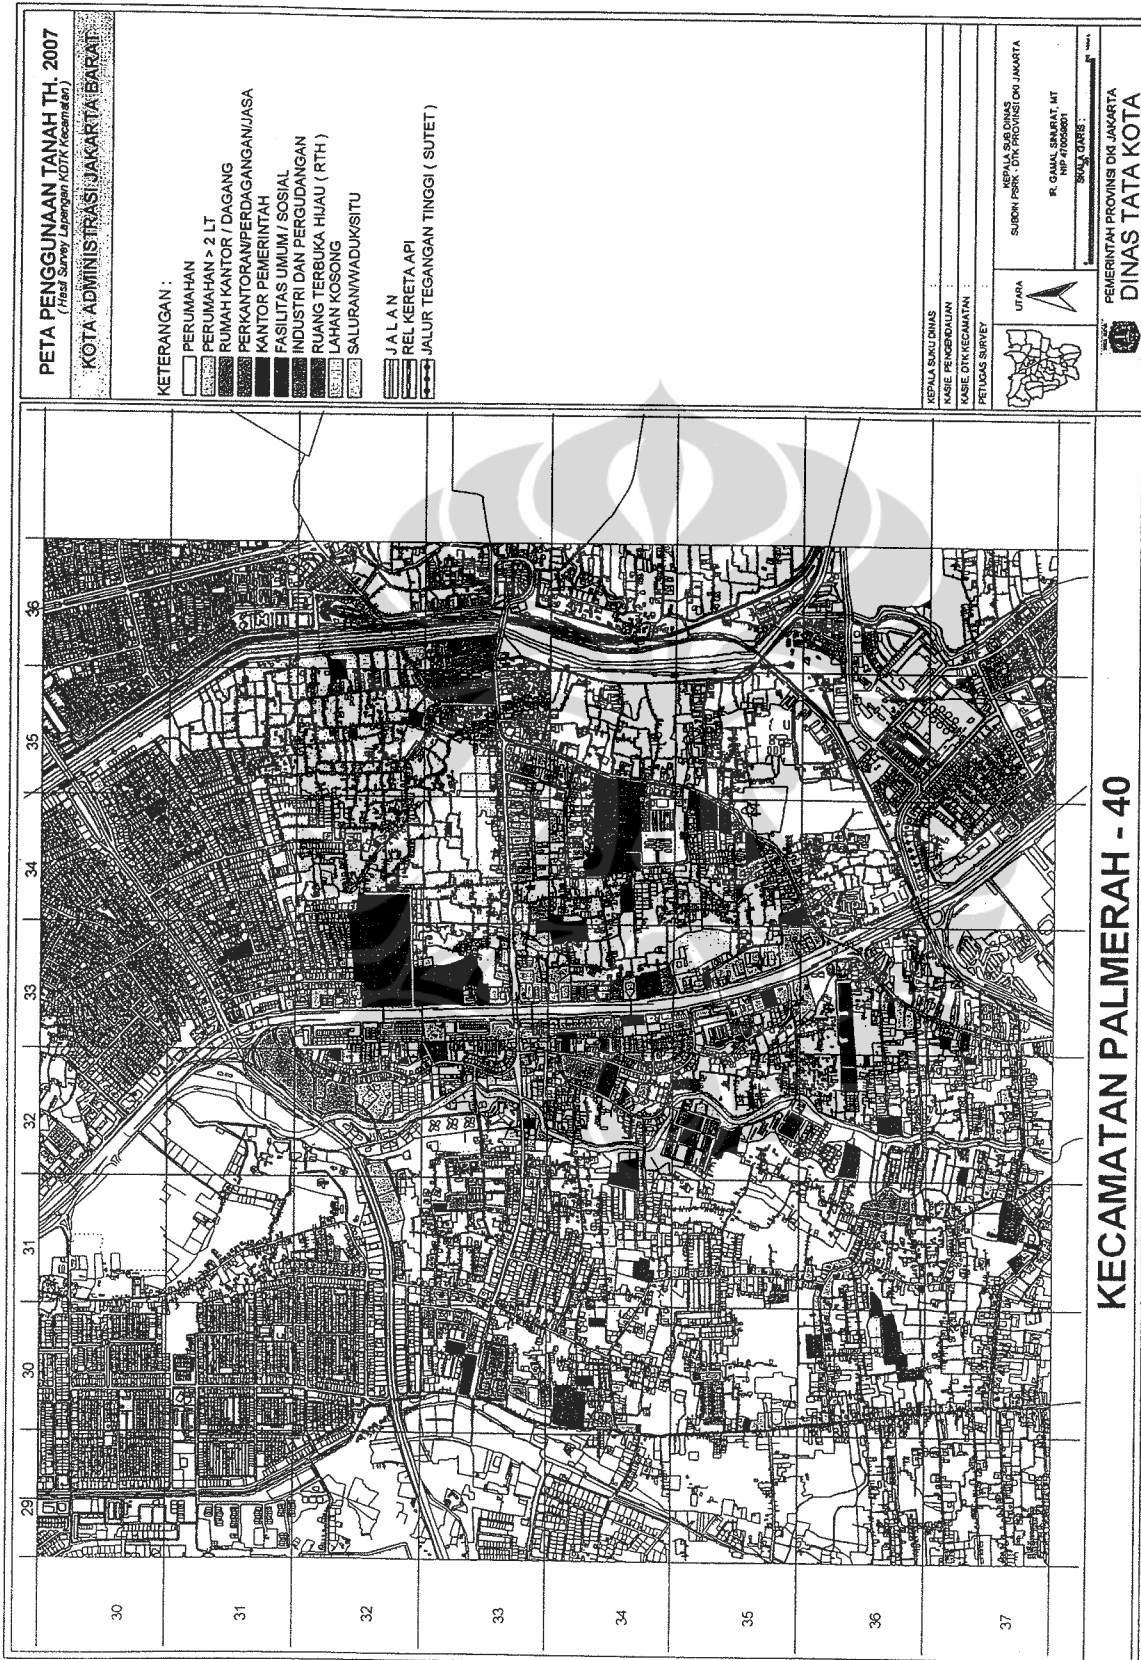 PETA PENGGUNAAN TANAH TH. 2007
(Hasil Survey Lapangan KDTK Kecamatan)
KOTA ADMINISTRASI JAKARTA BARAT
KETERANGAN :
PERUMAHAN
PERUMAHAN > 2 LT
RUMAH KANTOR / DAGANG
PERKANTORAN/PERDAGANGAN/JASA
KANTOR PEMERINTAH
FASILITAS UMUM / SOSIAL
INDUSTRI DAN PERGUDANGAN
RUANG TERBUKA HIJAU ( RTH )
LAHAN KOSONG
SALURAN/WADUK/SITU
J A L A N
REL KERETA API
JALUR TEGANGAN TINGGI ( SUTET )
KEPALA SUKU DINAS :
KASIE. PENGENDALIAN :
KASIE. DTK KECAMATAN :
PETUGAS SURVEY :
UTARA
KEPALA SUB DINAS
SUBDIN PSRK - DTK PROVINSI DKI JAKARTA
IR. GAMAL SINURAT, MT
SKALA GARIS :
PEMERINTAH PROVINSI DKI JAKARTA
DINAS TATA KOTA
29
30
31
32
33
34
35
36
30
31
32
33
34
35
36
37
KECAMATAN PALMERAH - 40